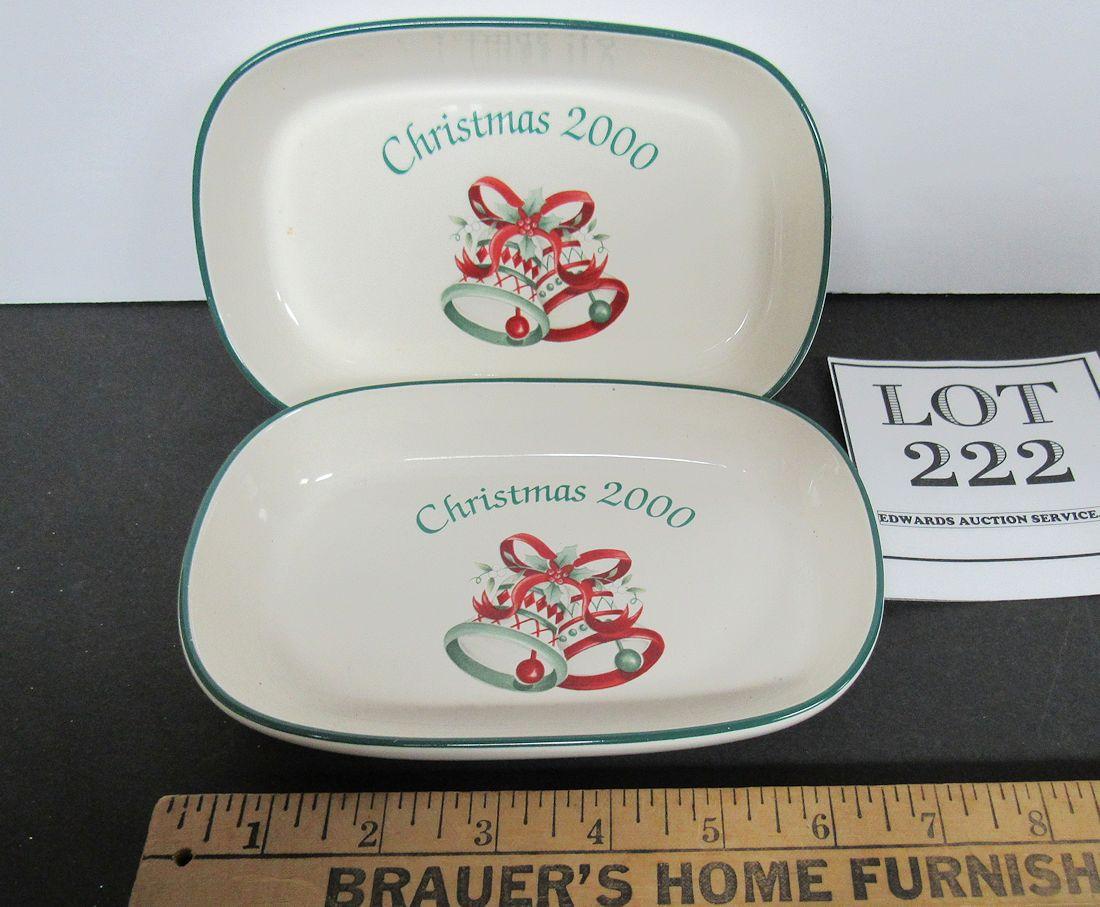 Christmas 2000
Christmas 2000
LOT
222
EDWARDS AUCTION SERVICE
1 2 3 4 5 6 7 8
BRAUER'S HOME FURNISH